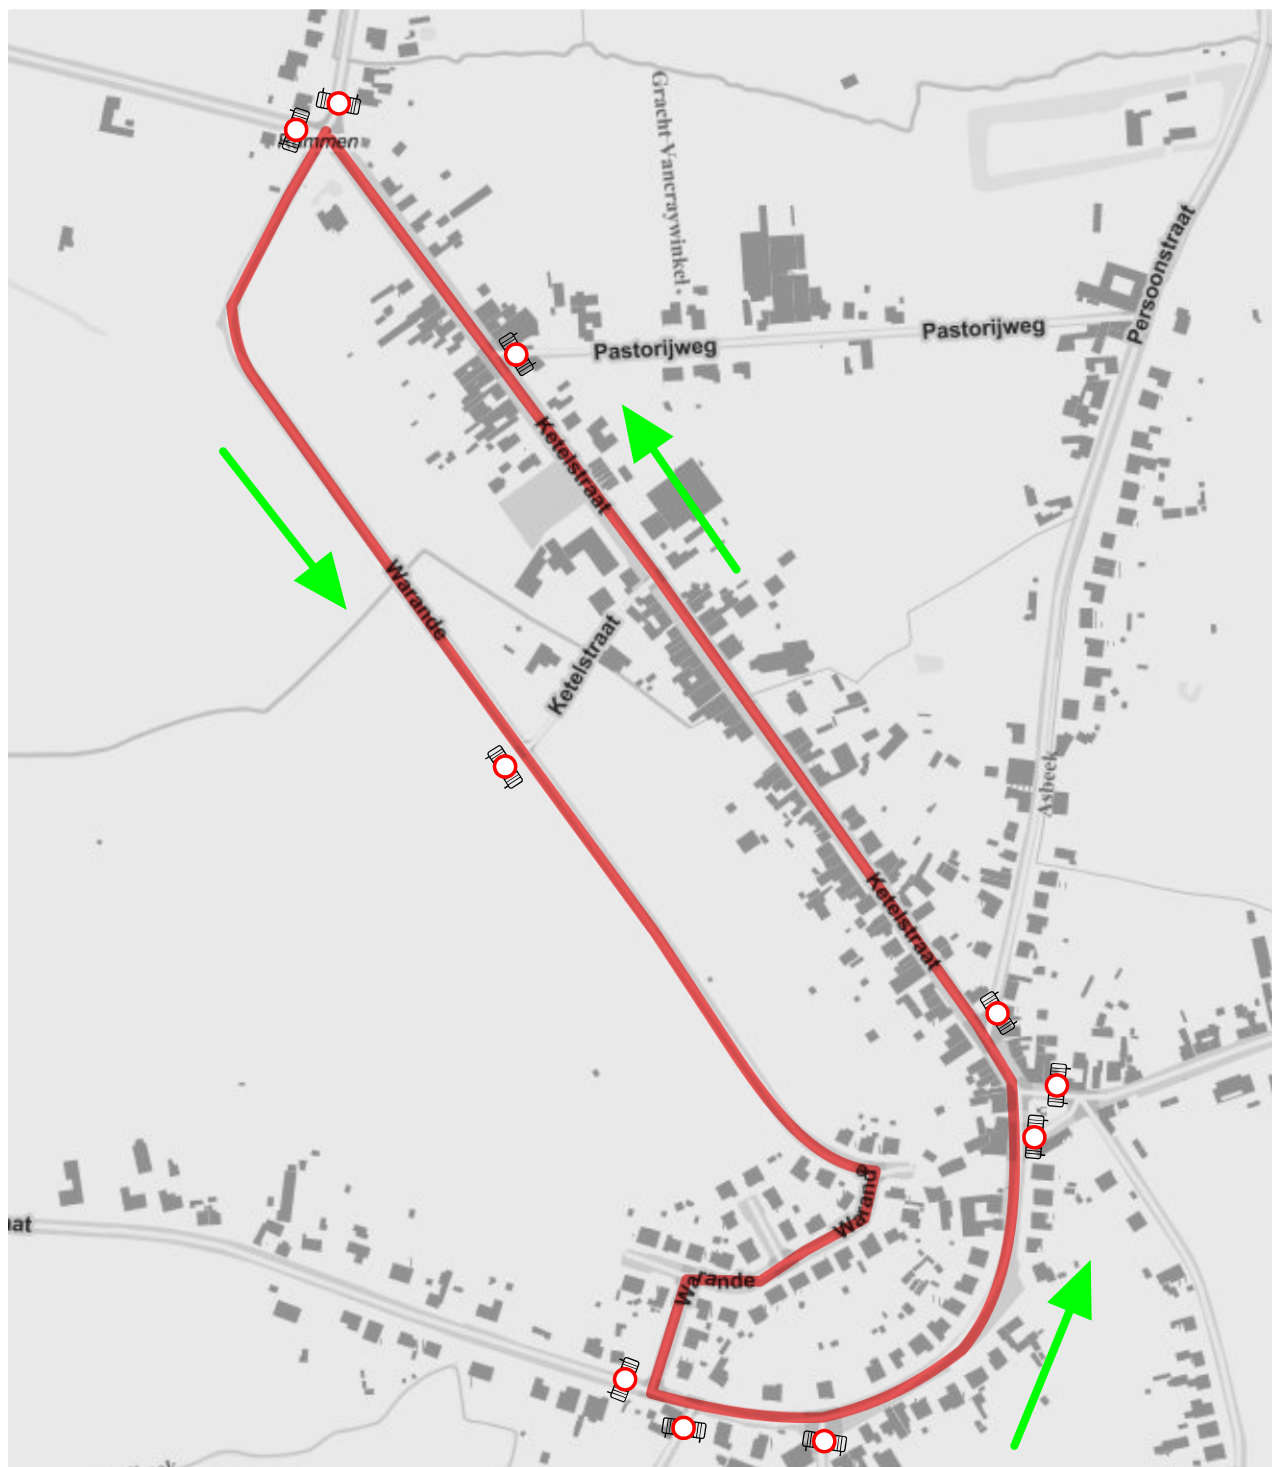 Gracht Vancraywinkel
Persoonstraat
Pastorijweg
Pastorijweg
Ketelstraat
Warande
Ketelstraat
Asbeek
Ketelstraat
Warande
Warande